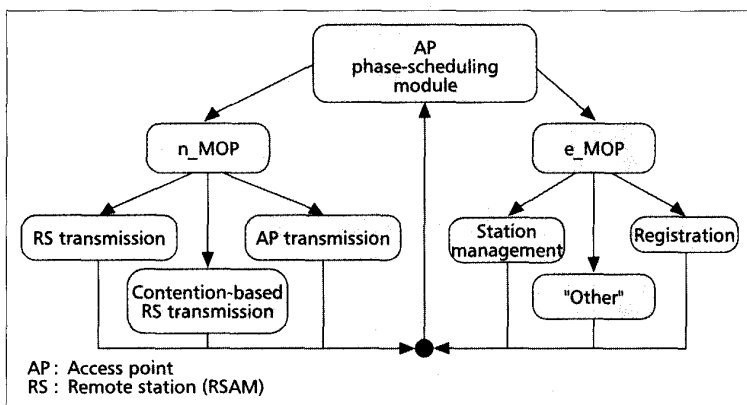 AP
phase-scheduling
module
n_MOP
e_MOP
RS transmission
AP transmission
Contention-based
RS transmission
Station
management
Registration
"Other"
AP : Access point
RS : Remote station (RSAM)